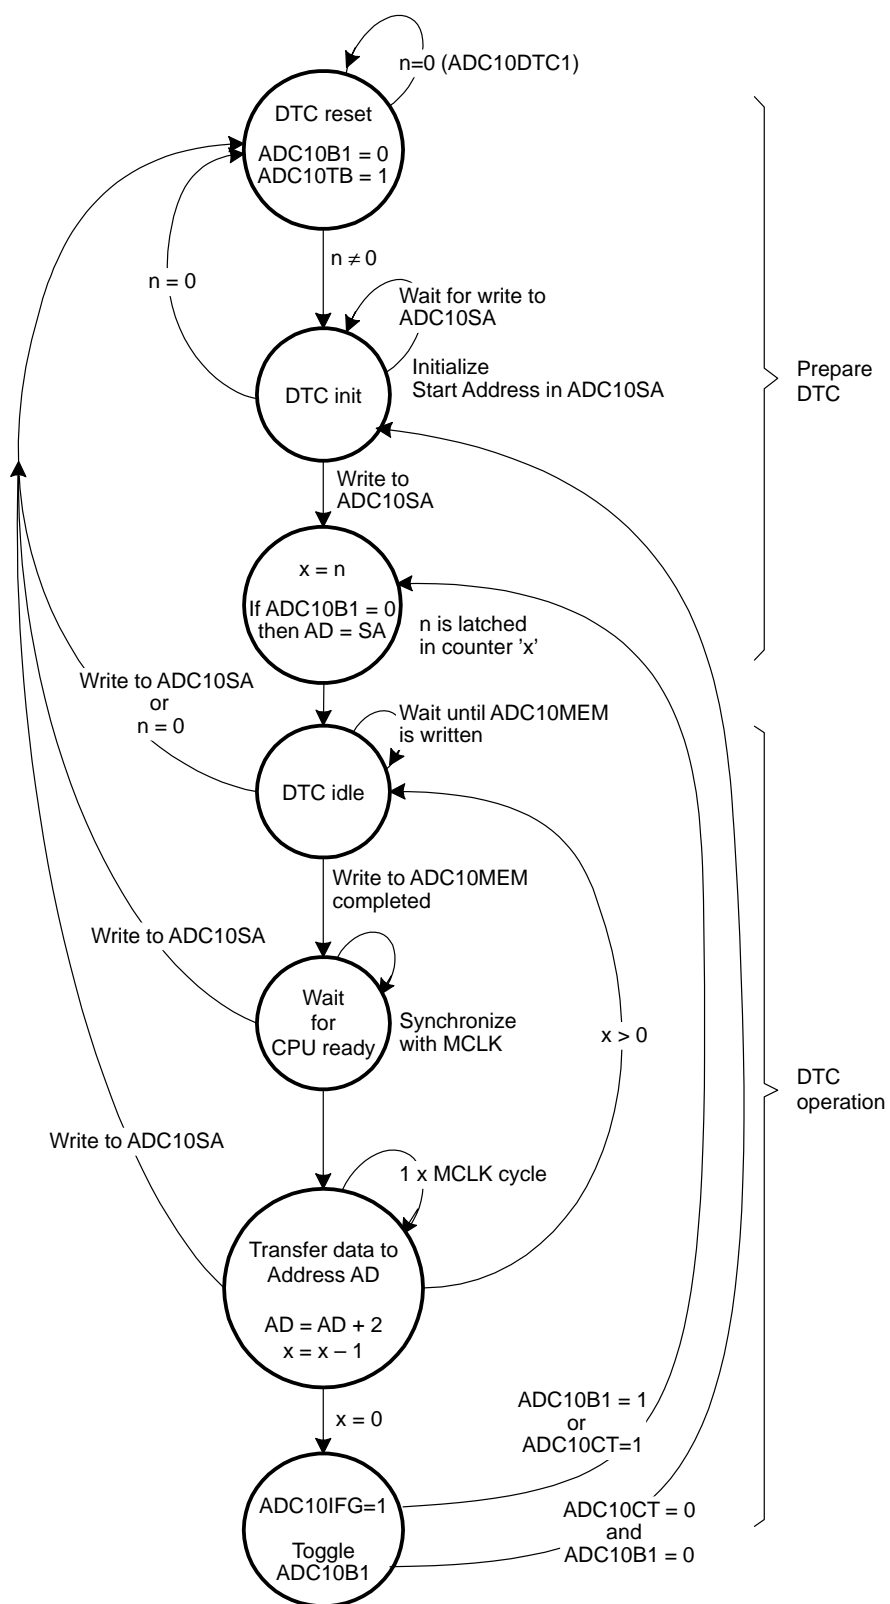 n=0 (ADC10DTC1)
DTC reset
ADC10B1 = 0
ADC10TB = 1
n ≠ 0
n = 0
Wait for write to
ADC10SA
Initialize
Start Address in ADC10SA
DTC init
Prepare
DTC
Write to
ADC10SA
x = n
If ADC10B1 = 0
then AD = SA
n is latched
in counter ’x’
Write to ADC10SA
or
n = 0
Wait until ADC10MEM
is written
DTC idle
Write to ADC10MEM
completed
Write to ADC10SA
Wait
for
CPU ready
Synchronize
with MCLK
x > 0
DTC
operation
Write to ADC10SA
1 x MCLK cycle
Transfer data to
Address AD
AD = AD + 2
x = x – 1
x = 0
ADC10B1 = 1
or
ADC10CT=1
ADC10IFG=1
Toggle
ADC10B1
ADC10CT = 0
and
ADC10B1 = 0